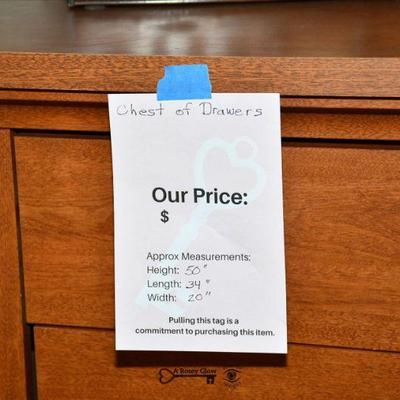 Chest of Drawers
Our Price:
$
Approx Measurements:
Height: 50"
Length: 34"
Width: 20"
Pulling this tag is a
commitment to purchasing this item.
A Rosey Glow